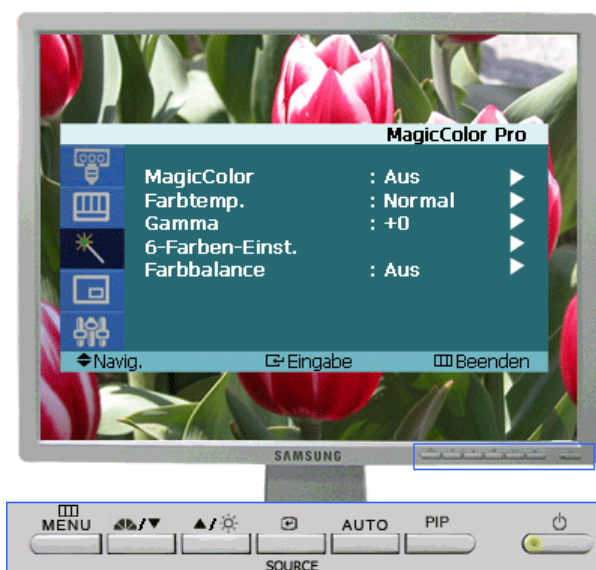 MagicColor Pro
MagicColor : Aus
Farbtemp. : Normal
Gamma : +0
6-Farben-Einst.
Farbbalance : Aus
Navig. Eingabe Beenden
SAMSUNG
MENU / / AUTO PIP
SOURCE